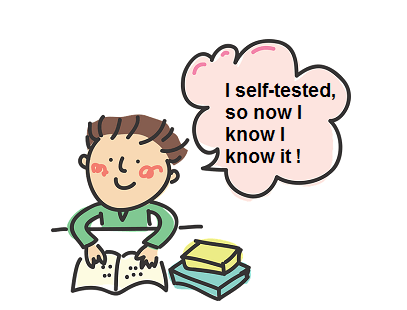 I self-tested,
so now I
know I
know it !